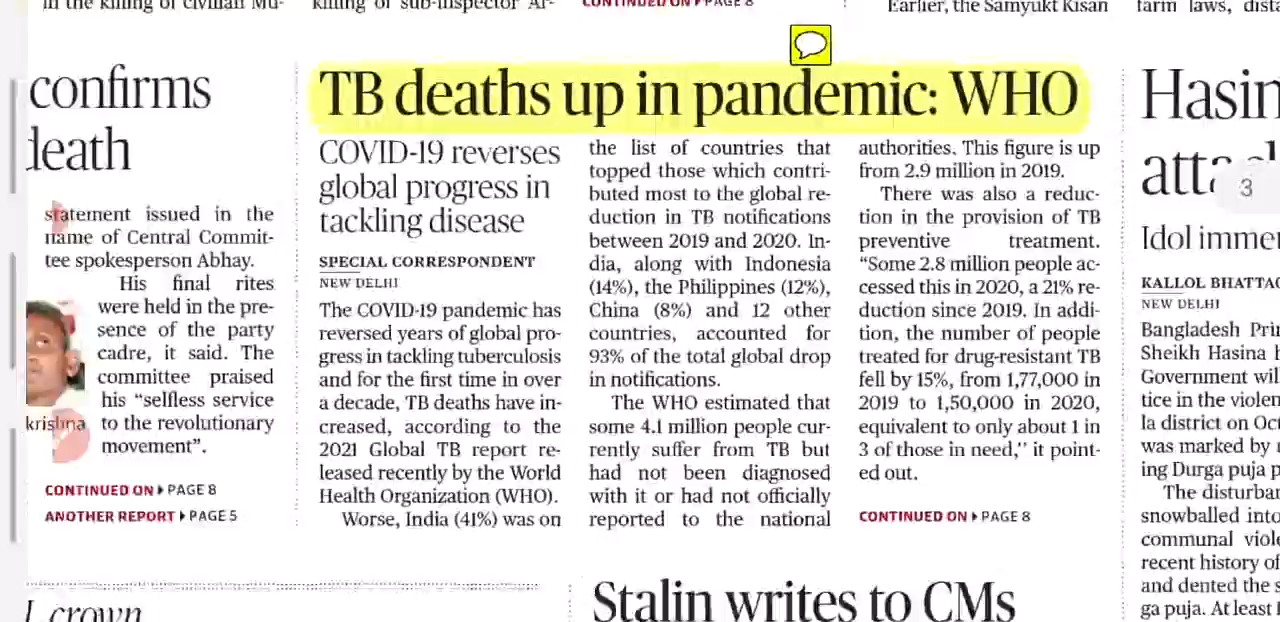 in the killing of civilian Mu-
killing of sub-inspector Ar-
CONTINUED ON PAGE 8
Earlier, the Samyukt Kisan
farm laws,
confirms
death
statement issued in the
name of Central Commit-
tee spokesperson Abhay.
His final rites
were held in the pre-
sence of the party
cadre, it said. The
committee praised
his “selfless service
to the revolutionary
movement”.
krishna
CONTINUED ON PAGE 8
ANOTHER REPORT PAGE 5
TB deaths up in pandemic: WHO
COVID-19 reverses
global progress in
tackling disease
SPECIAL CORRESPONDENT
NEW DELHI
The COVID-19 pandemic has
reversed years of global pro-
gress in tackling tuberculosis
and for the first time in over
a decade, TB deaths have in-
creased, according to the
2021 Global TB report re-
leased recently by the World
Health Organization (WHO).
Worse, India (41%) was on
the list of countries that
topped those which contri-
buted most to the global re-
duction in TB notifications
between 2019 and 2020. In-
dia, along with Indonesia
(14%), the Philippines (12%),
China (8%) and 12 other
countries, accounted for
93% of the total global drop
in notifications.
The WHO estimated that
some 4.1 million people cur-
rently suffer from TB but
had not been diagnosed
with it or had not officially
reported to the national
authorities. This figure is up
from 2.9 million in 2019.
There was also a reduc-
tion in the provision of TB
preventive treatment.
“Some 2.8 million people ac-
cessed this in 2020, a 21% re-
duction since 2019. In addi-
tion, the number of people
treated for drug-resistant TB
fell by 15%, from 1,77,000 in
2019 to 1,50,000 in 2020,
equivalent to only about 1 in
3 of those in need,’’ it point-
ed out.
CONTINUED ON PAGE 8
Hasin
3
Idol immer
KALLOL BHATTAC
NEW DELHI
Bangladesh Pri
Sheikh Hasina h
Government wil
tice in the violen
la district on Oc
was marked by
ing Durga puja p
The disturba
snowballed into
communal viole
recent history of
and dented the s
ga puja. At least
crown
Stalin writes to CMs